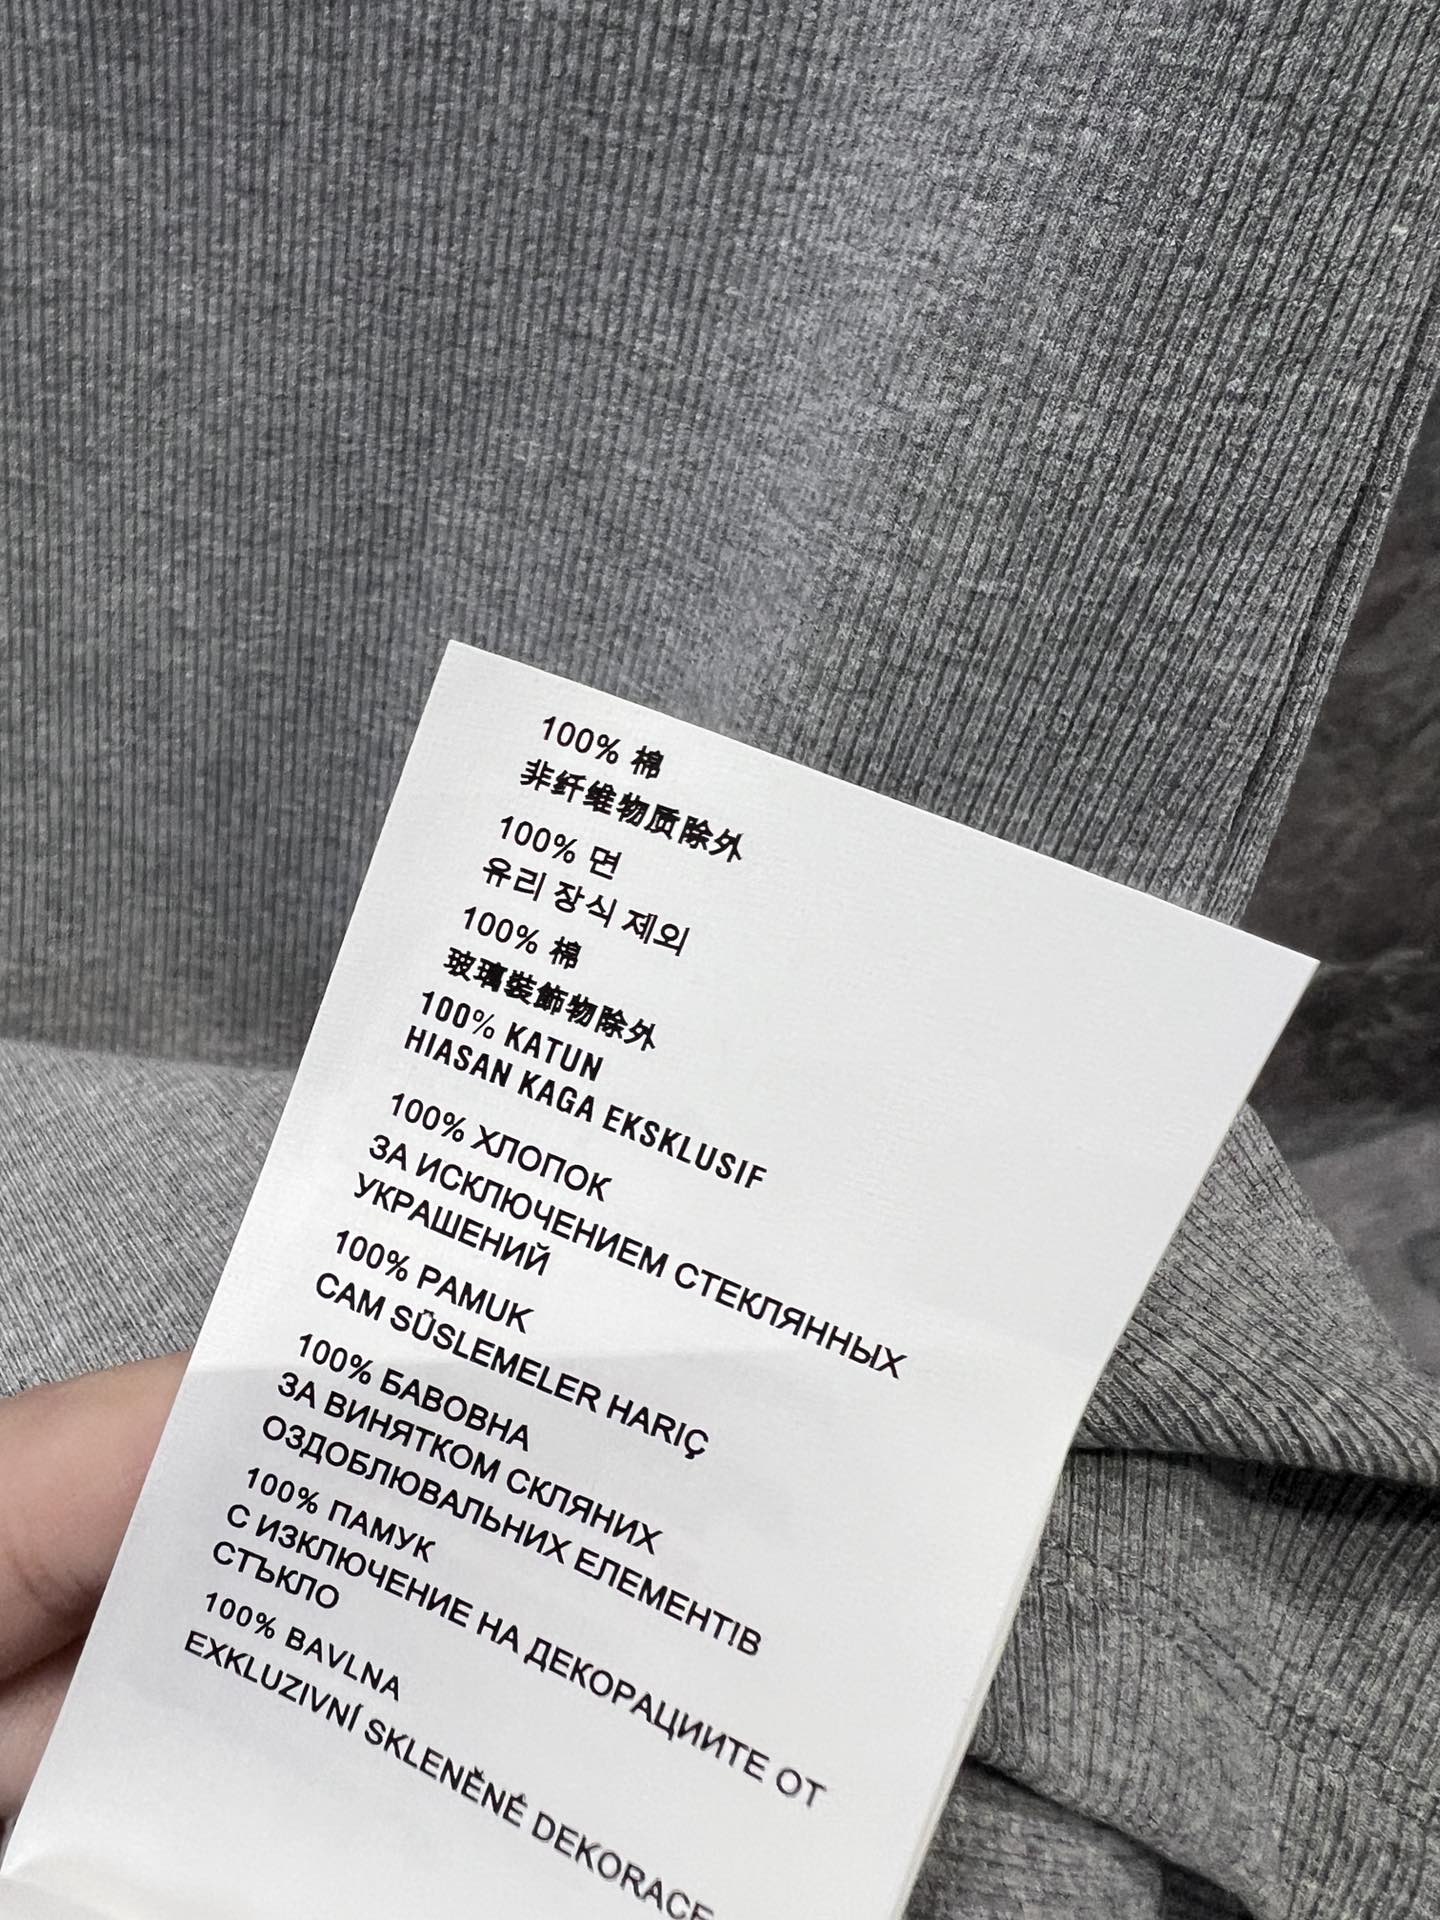 100% 棉
非纤维物质除外
100% 면
유리 장식 제외
100% 棉
玻璃裝飾物除外
100% KATUN
HIASAN KAGA EKSKLUSIF
100% ХЛОПОК
ЗА ИСКЛЮЧЕНИЕМ СТЕКЛЯННЫХ
УКРАШЕНИЙ
100% PAMUK
CAM SÜSLEMELER HARIÇ
100% БАВОВНА
ЗА ВИНЯТКОМ СКЛЯНИХ
ОЗДОБЛЮВАЛЬНИХ ЕЛЕМЕНТІВ
100% ПАМУК
С ИЗКЛЮЧЕНИЕ НА ДЕКОРАЦИИТЕ ОТ
СТЪКЛО
100% BAVLNA
EXKLUZIVNÍ SKLENĚNÉ DEKORACE